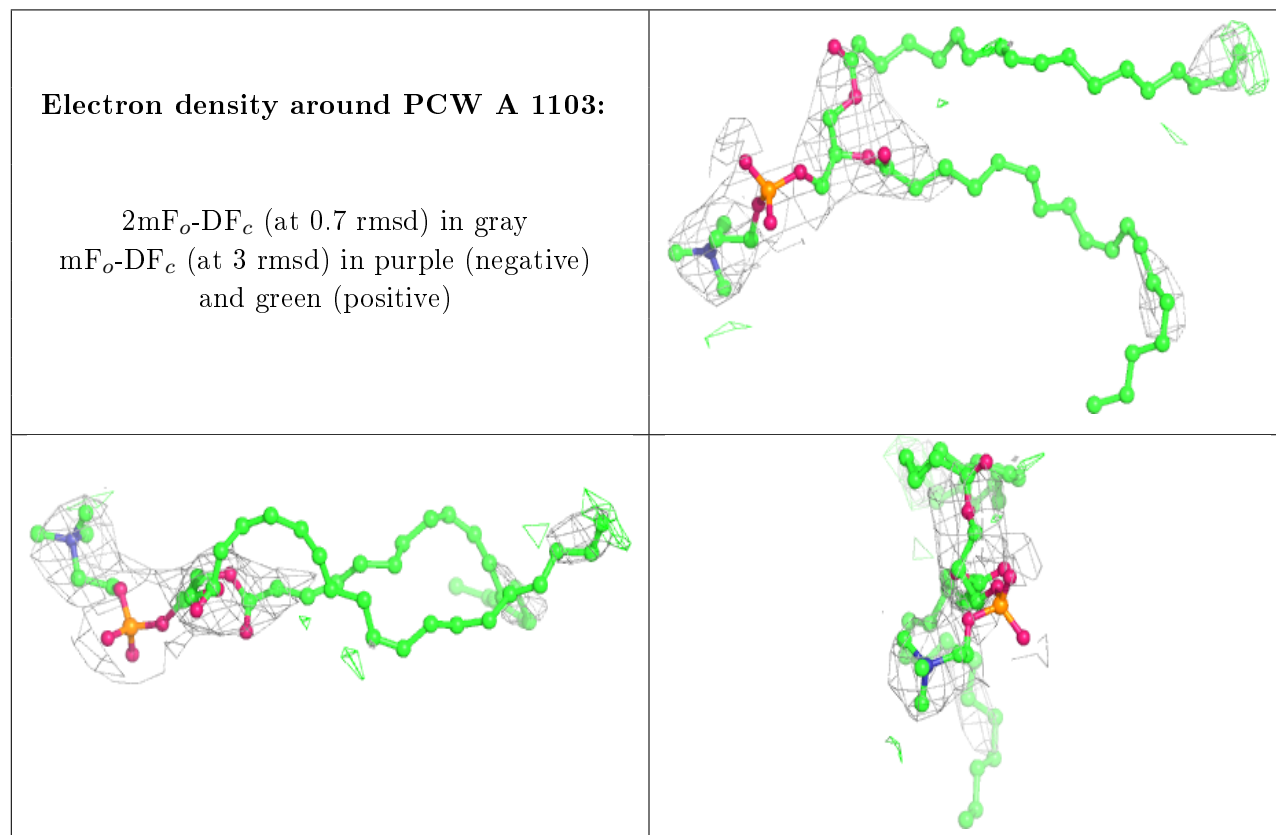 Electron density around PCW A 1103:
2mFo-DFc (at 0.7 rmsd) in gray
mFo-DFc (at 3 rmsd) in purple (negative)
and green (positive)